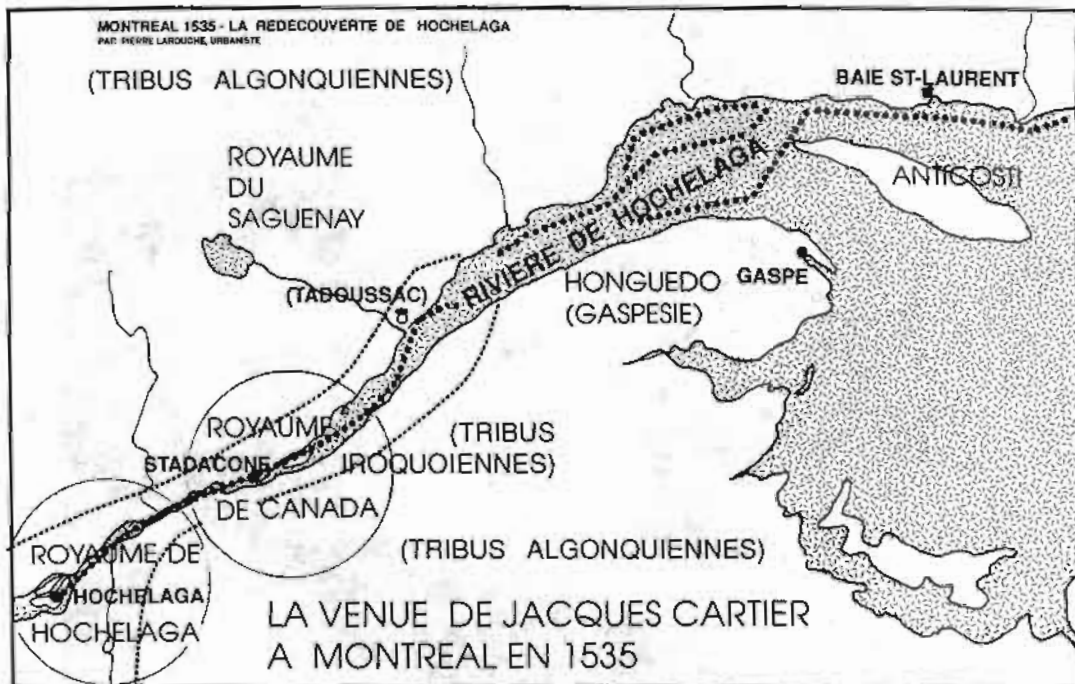 MONTREAL 1535 - LA REDECOUVERTE DE HOCHELAGA
PAR PIERRE LAROUCHE, URBANISTE
(TRIBUS ALGONQUIENNES)
BAIE ST-LAURENT
ROYAUME
DU
SAGUENAY
ANTICOSTI
RIVIERE DE HOCHELAGA
(TADOUSSAC)
HONGUEDO
(GASPESIE)
GASPE
ROYAUME
STADACONE
DE CANADA
(TRIBUS
IROQUOIENNES)
(TRIBUS ALGONQUIENNES)
ROYAUME DE
HOCHELAGA
HOCHELAGA
LA VENUE DE JACQUES CARTIER
A MONTREAL EN 1535